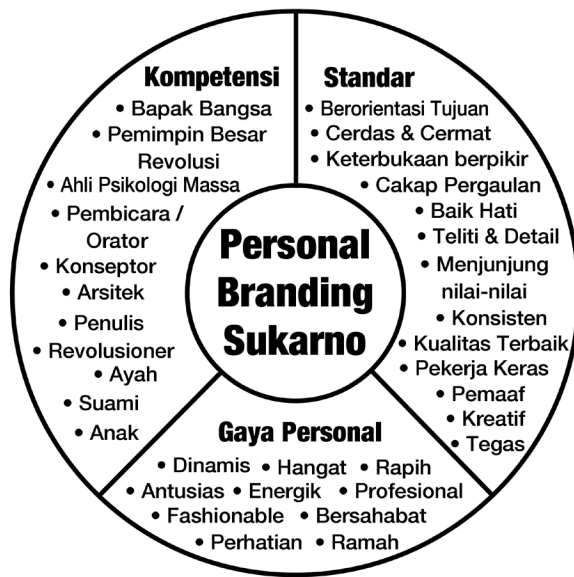 Kompetensi
• Bapak Bangsa
• Pemimpin Besar
Revolusi
• Ahli Psikologi Massa
• Pembicara /
Orator
• Konseptor
• Arsitek
• Penulis
• Revolusioner
• Ayah
• Suami
• Anak
Standar
• Berorientasi Tujuan
• Cerdas & Cermat
• Keterbukaan berpikir
• Cakap Pergaulan
• Baik Hati
• Teliti & Detail
• Menjunjung
nilai-nilai
• Konsisten
• Kualitas Terbaik
• Pekerja Keras
• Pemaaf
• Kreatif
• Tegas
Personal
Branding
Sukarno
Gaya Personal
• Dinamis • Hangat • Rapih
• Antusias • Energik • Profesional
• Fashionable • Bersahabat
• Perhatian • Ramah